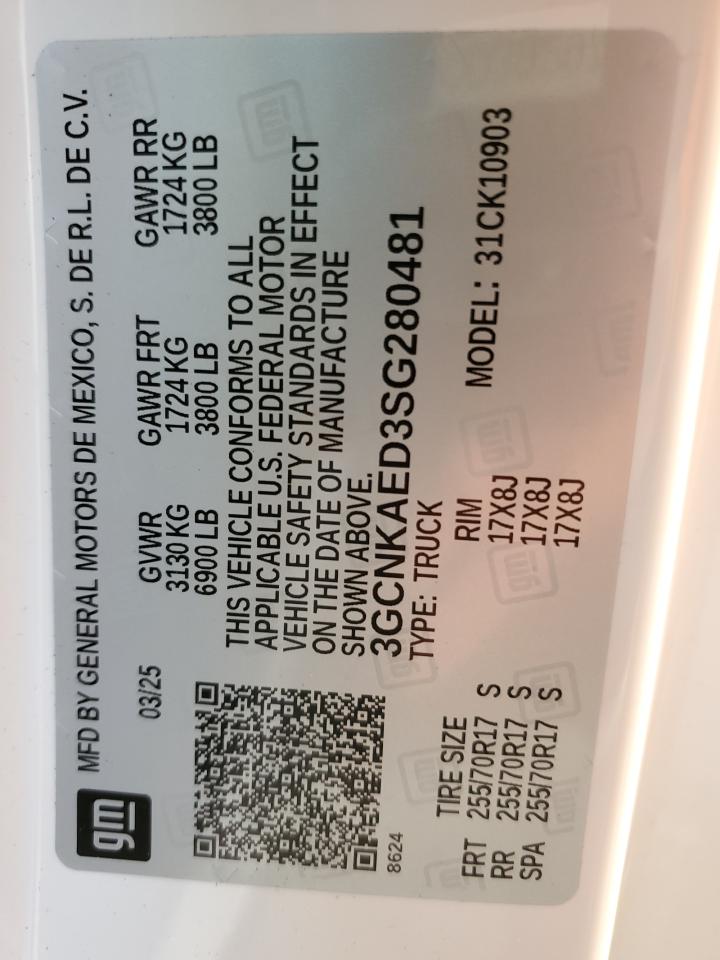 gm
MFD BY GENERAL MOTORS DE MEXICO, S. DE R.L. DE C.V.
03/25
GVWR GAWR FRT GAWR RR
3130 KG 1724 KG 1724 KG
6900 LB 3800 LB 3800 LB
THIS VEHICLE CONFORMS TO ALL
APPLICABLE U.S. FEDERAL MOTOR
VEHICLE SAFETY STANDARDS IN EFFECT
ON THE DATE OF MANUFACTURE
SHOWN ABOVE.
3GCNKAED3SG280481
8624
TYPE: TRUCK
TIRE SIZE RIM MODEL: 31CK10903
FRT 255/70R17 S 17X8J
RR 255/70R17 S 17X8J
SPA 255/70R17 S 17X8J